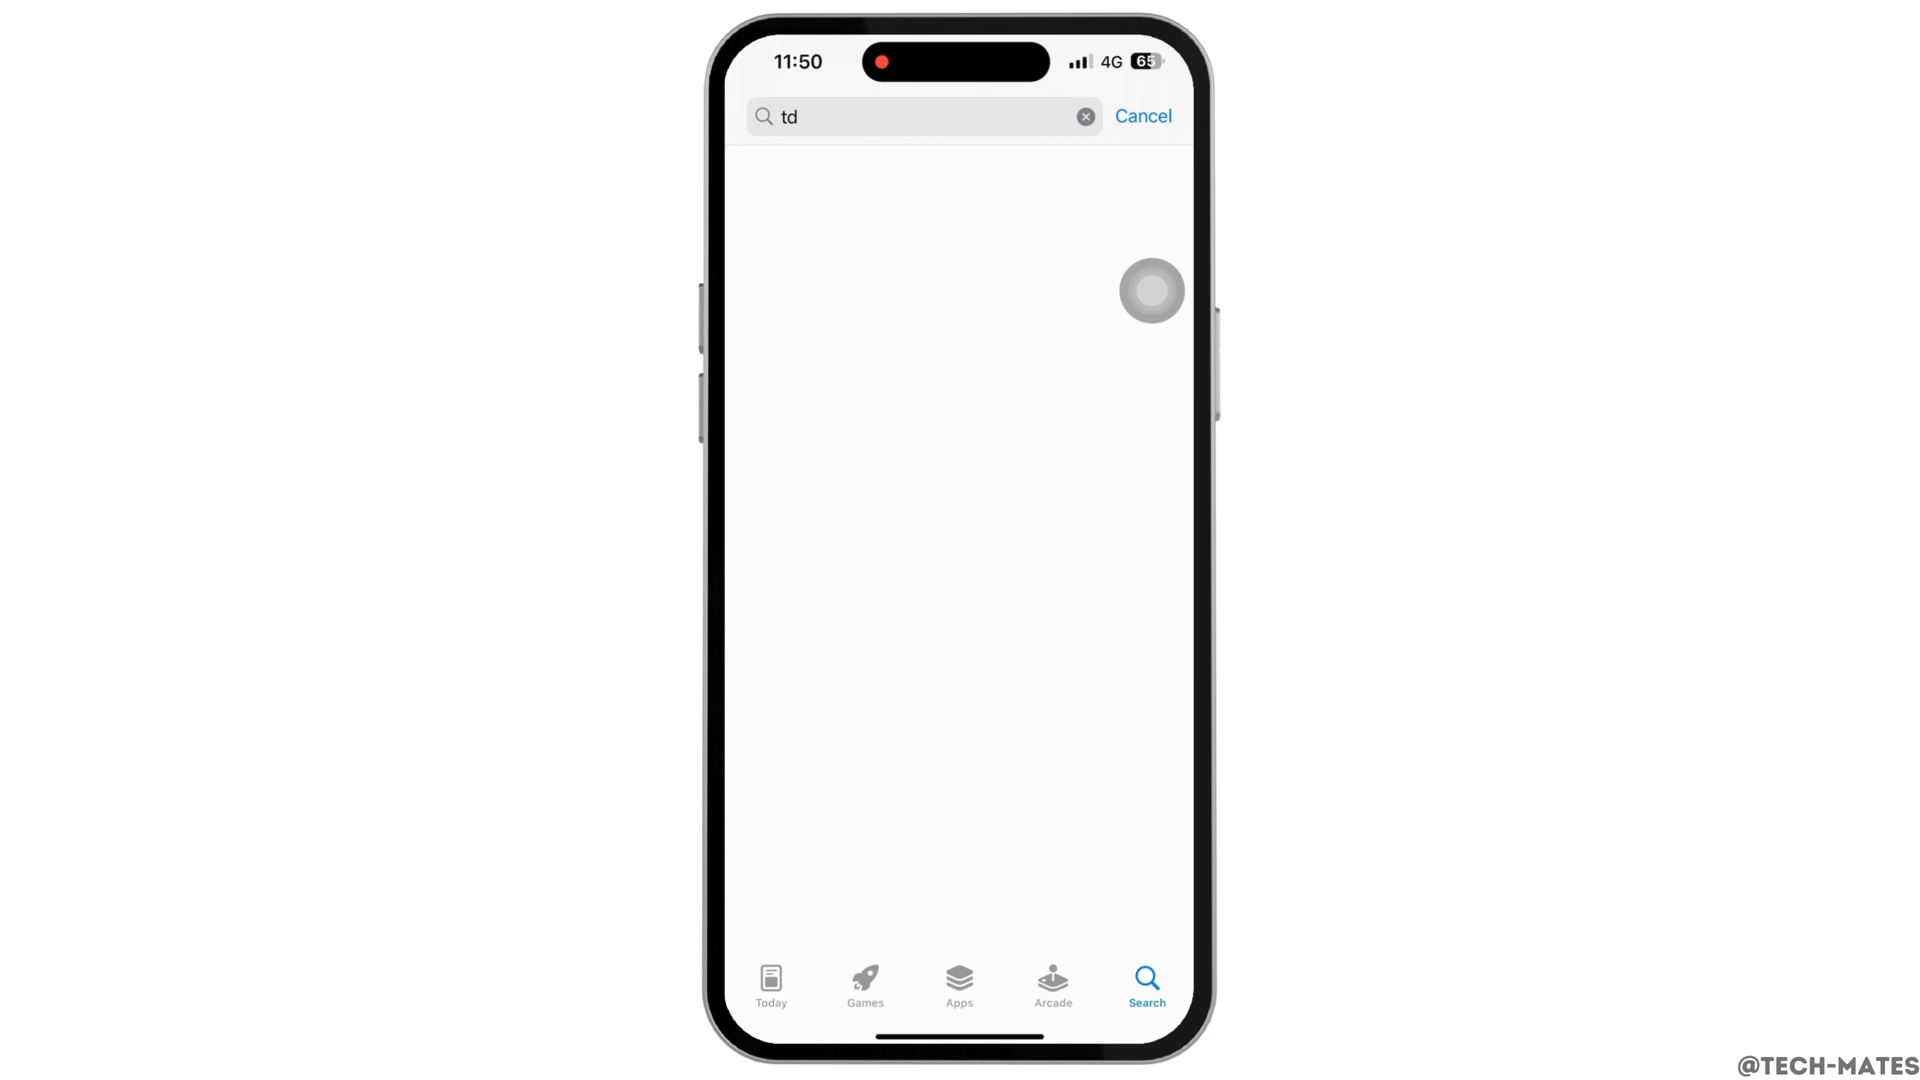 11:50
4G 65
td
Cancel
Today
Games
Apps
Arcade
Search
@TECH-MATES